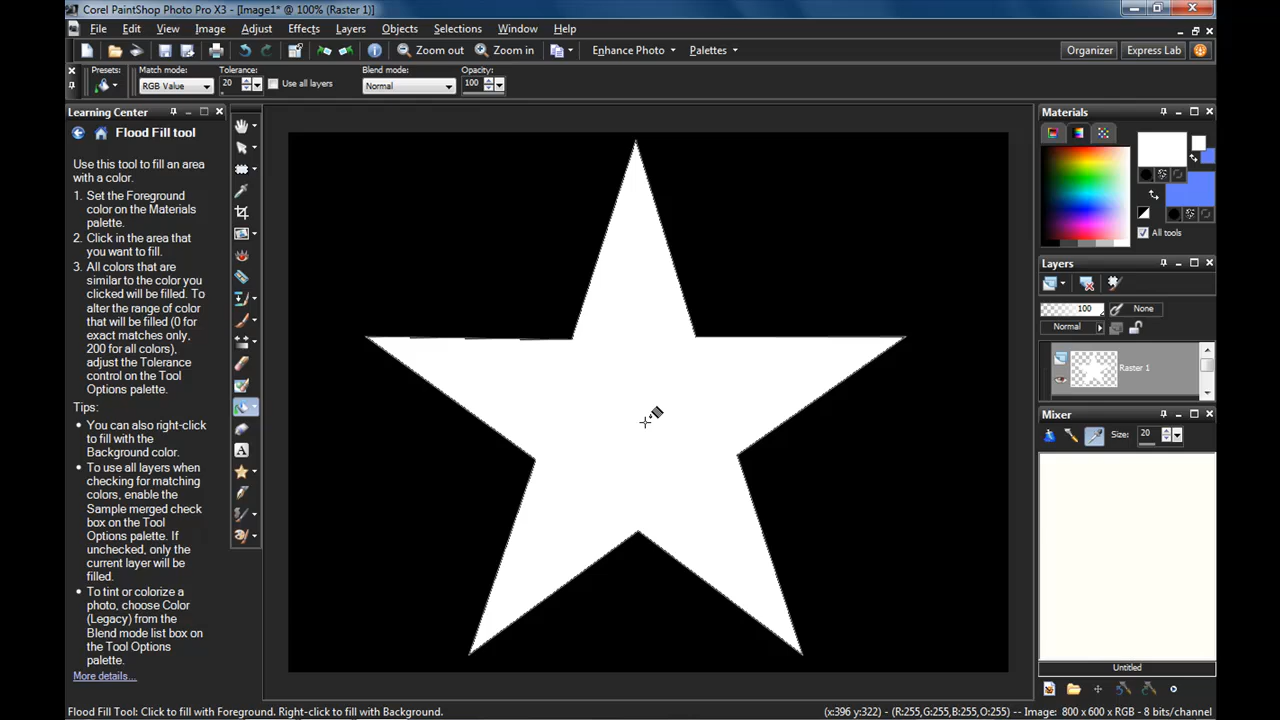 Corel PaintShop Photo Pro X3 - [Image1* @ 100% (Raster 1)]
File Edit View Image Adjust Effects Layers Objects Selections Window Help
Zoom out Zoom in Enhance Photo Palettes Organizer Express Lab
Presets: Match mode: Tolerance: Blend mode: Opacity:
RGB Value 20 Use all layers Normal 100
Learning Center
Flood Fill tool
Use this tool to fill an area
with a color.
1. Set the Foreground
color on the Materials
palette.
2. Click in the area that
you want to fill.
3. All colors that are
similar to the color you
clicked will be filled. To
alter the range of color
that will be filled (0 for
exact matches only,
200 for all colors),
adjust the Tolerance
control on the Tool
Options palette.
Tips:
• You can also right-click
to fill with the
Background color.
• To use all layers when
checking for matching
colors, enable the
Sample merged check
box on the Tool
Options palette. If
unchecked, only the
current layer will be
filled.
• To tint or colorize a
photo, choose Color
(Legacy) from the
Blend mode list box on
the Tool Options
palette.
More details...
Materials
All tools
Layers
100 None
Normal
Raster 1
Mixer
Size: 20
Untitled
Flood Fill Tool: Click to fill with Foreground. Right-click to fill with Background.
(x:396 y:322) -- (R:255,G:255,B:255,O:255) -- Image: 800 x 600 x RGB - 8 bits/channel